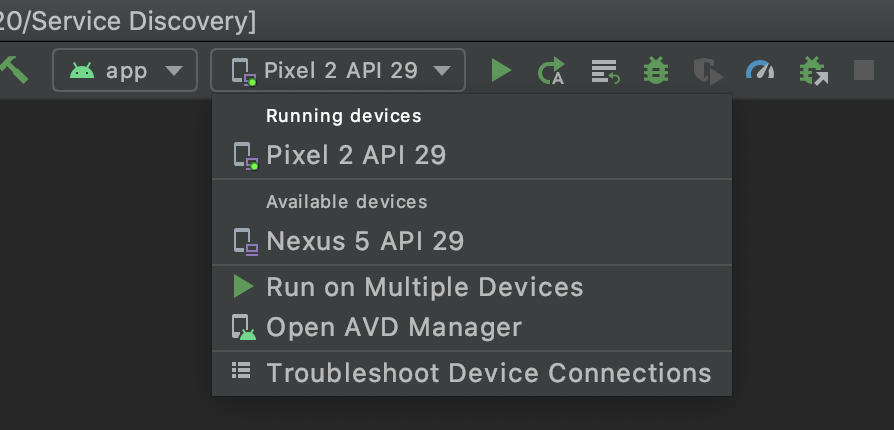 20/Service Discovery]
app
Pixel 2 API 29
Running devices
Pixel 2 API 29
Available devices
Nexus 5 API 29
Run on Multiple Devices
Open AVD Manager
Troubleshoot Device Connections